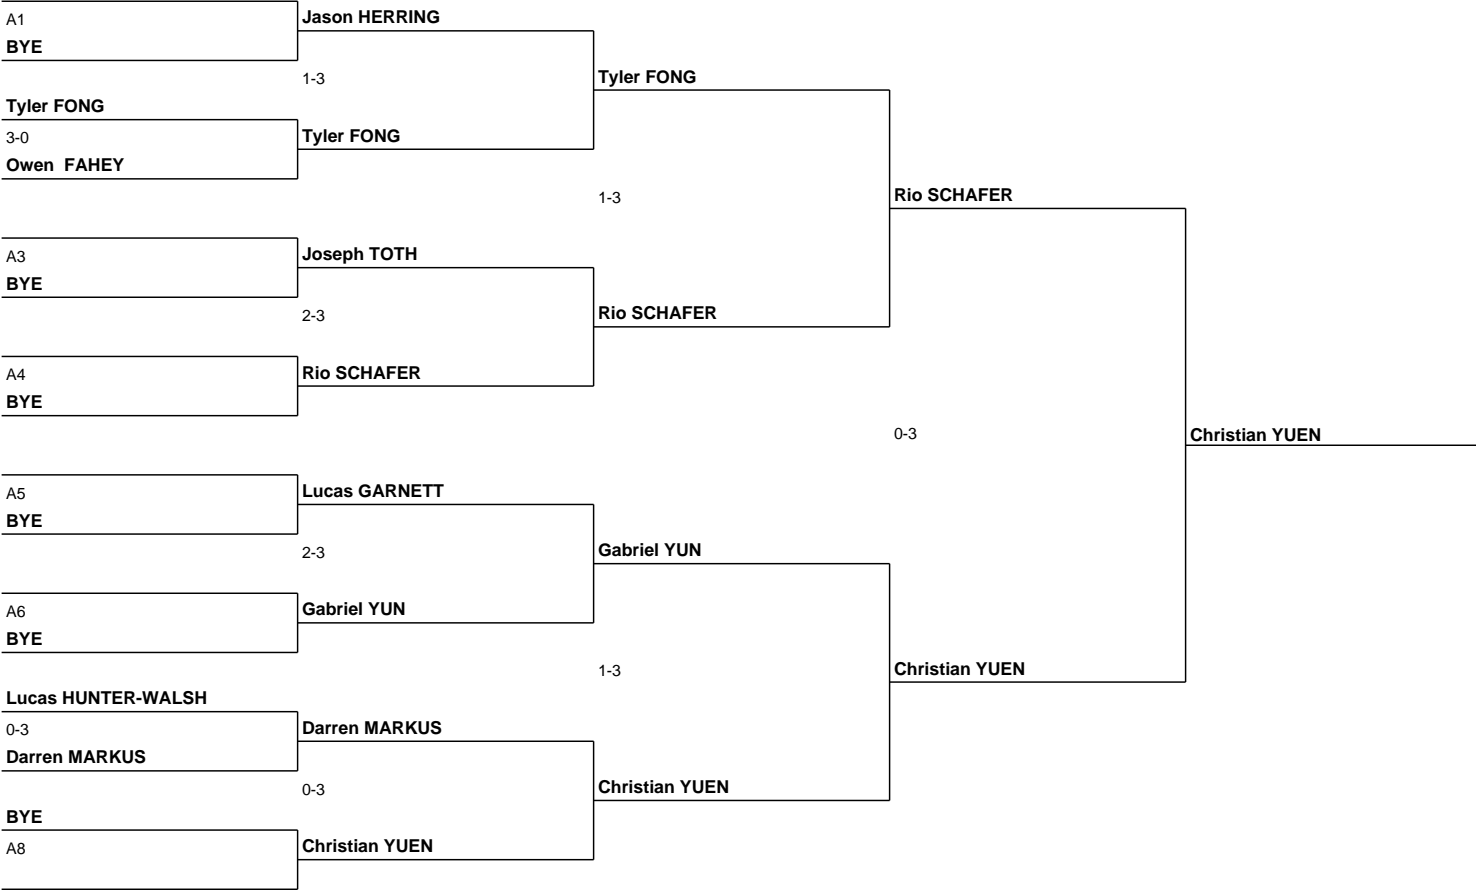 A1
BYE
Jason HERRING
1-3
Tyler FONG
Tyler FONG
3-0
Owen  FAHEY
Tyler FONG
1-3
Rio SCHAFER
A3
BYE
Joseph TOTH
2-3
Rio SCHAFER
A4
BYE
Rio SCHAFER
0-3
Christian YUEN
A5
BYE
Lucas GARNETT
2-3
Gabriel YUN
A6
BYE
Gabriel YUN
1-3
Christian YUEN
Lucas HUNTER-WALSH
0-3
Darren MARKUS
Darren MARKUS
0-3
Christian YUEN
BYE
A8
Christian YUEN